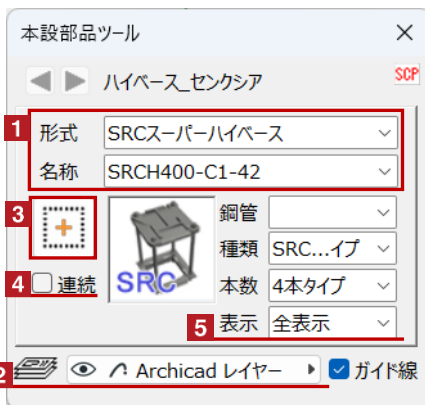 本設部品ツール
ハイベース_センクシア
SCP
1 形式 SRCスーパーハイベース
名称 SRCH400-C1-42
3 鋼管
種類 SRC...イプ
SRC
4 連続 本数 4本タイプ
5 表示 全表示
2 Archicad レイヤー ガイド線